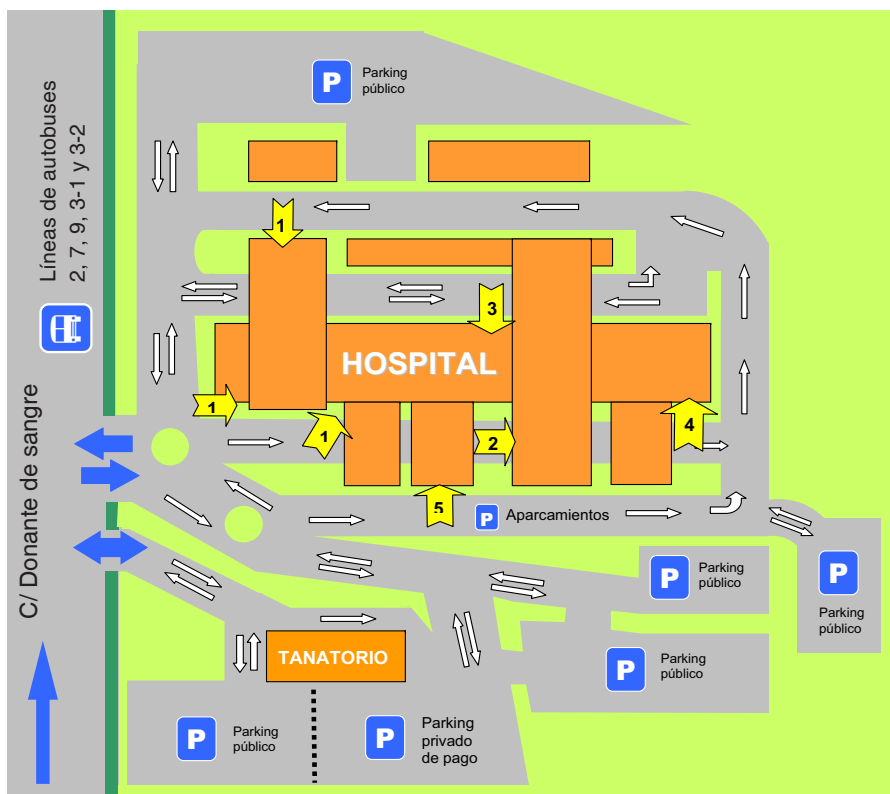 P
Parking
público
Líneas de autobuses
2, 7, 9, 3-1 y 3-2
C/ Donante de sangre
1
3
HOSPITAL
1
1
2
4
5
P
Aparcamientos
P
Parking
público
P
Parking
público
P
Parking
público
TANATORIO
P
Parking
público
P
Parking
privado
de pago